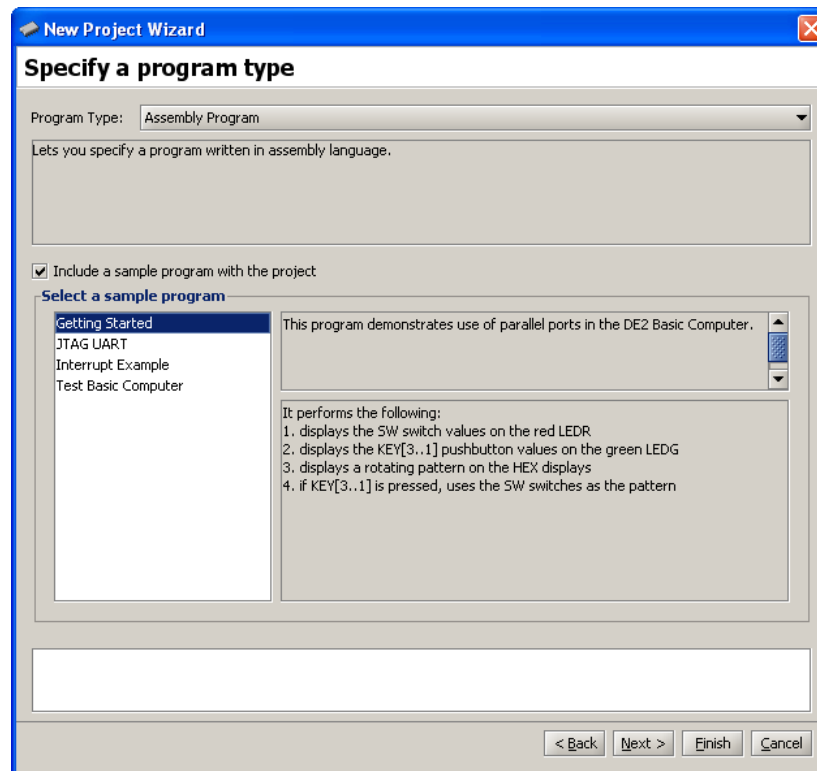 New Project Wizard
Specify a program type
Program Type: Assembly Program
Lets you specify a program written in assembly language.
Include a sample program with the project
Select a sample program
Getting Started
JTAG UART
Interrupt Example
Test Basic Computer
This program demonstrates use of parallel ports in the DE2 Basic Computer.
It performs the following:
1. displays the SW switch values on the red LEDR
2. displays the KEY[3..1] pushbutton values on the green LEDG
3. displays a rotating pattern on the HEX displays
4. if KEY[3..1] is pressed, uses the SW switches as the pattern
< Back Next > Finish Cancel